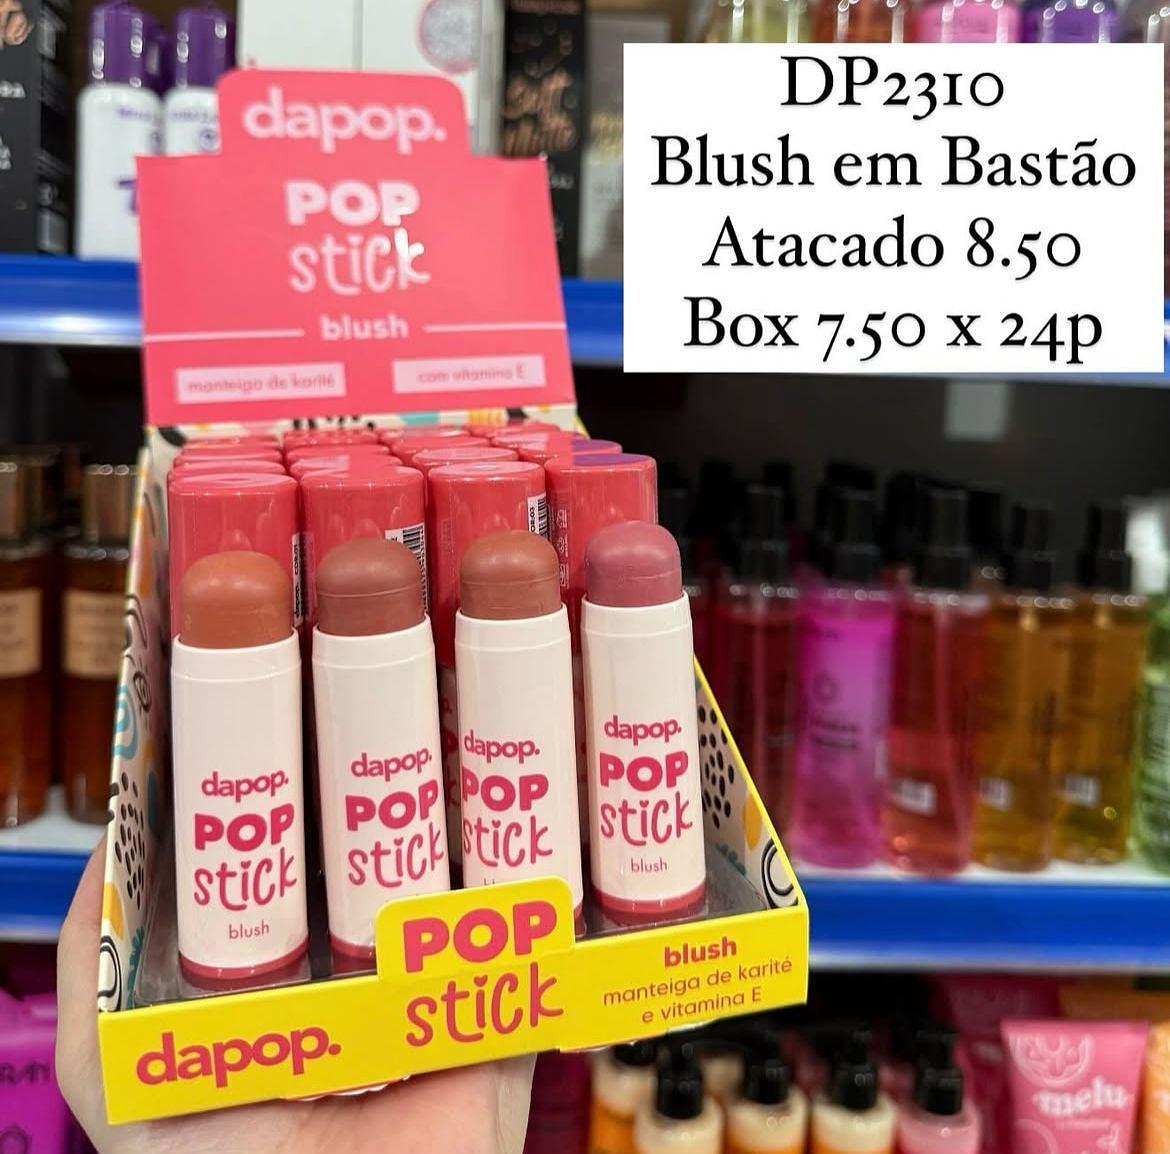 DP2310
Blush em Bastão
Atacado 8.50
Box 7.50 x 24p
dapop.
POP
stick
blush
manteiga de karité
com vitamina E
dapop.
POP
stick
blush
dapop.
POP
stick
dapop.
POP
stick
dapop.
POP
stick
blush
POP
stick
dapop.
blush
manteiga de karité
e vitamina E
melu